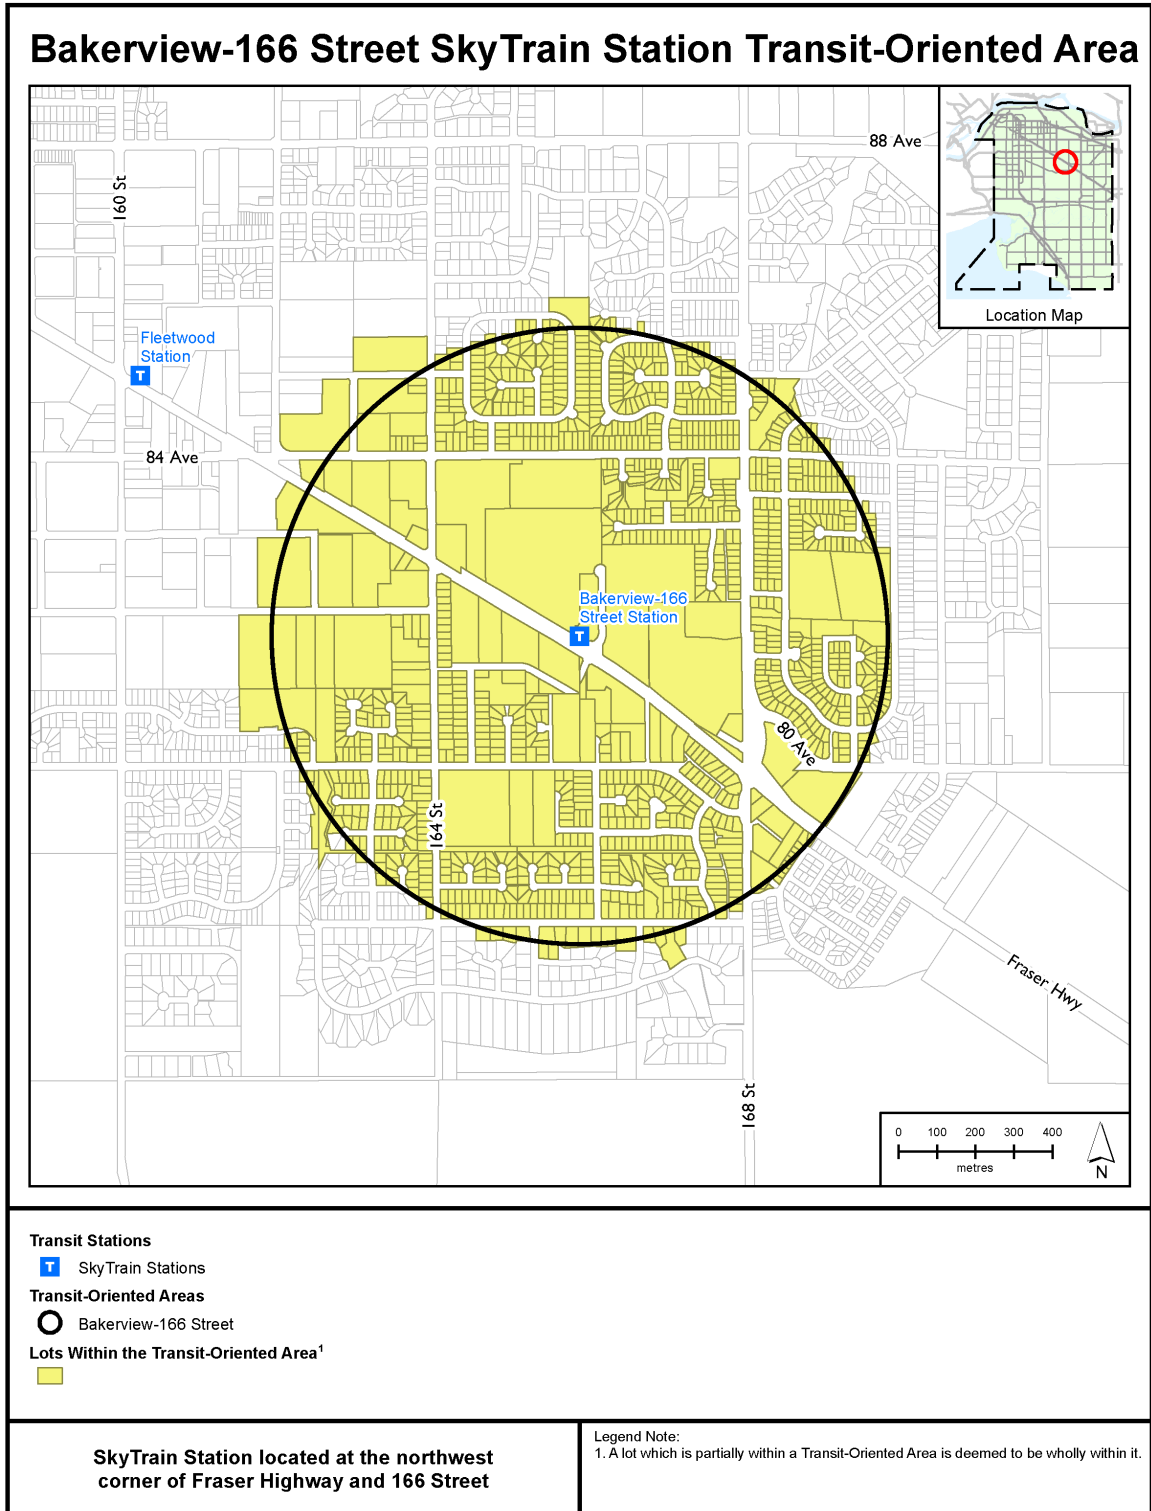 Bakerview-166 Street SkyTrain Station Transit-Oriented Area
88 Ave
160 St
Location Map
Fleetwood
Station
T
84 Ave
Bakerview-166
Street Station
T
80 Ave
164 St
Fraser Hwy
168 St
0 100 200 300 400
metres
N
Transit Stations
T SkyTrain Stations
Transit-Oriented Areas
Bakerview-166 Street
Lots Within the Transit-Oriented Area¹
SkyTrain Station located at the northwest
corner of Fraser Highway and 166 Street
Legend Note:
1. A lot which is partially within a Transit-Oriented Area is deemed to be wholly within it.